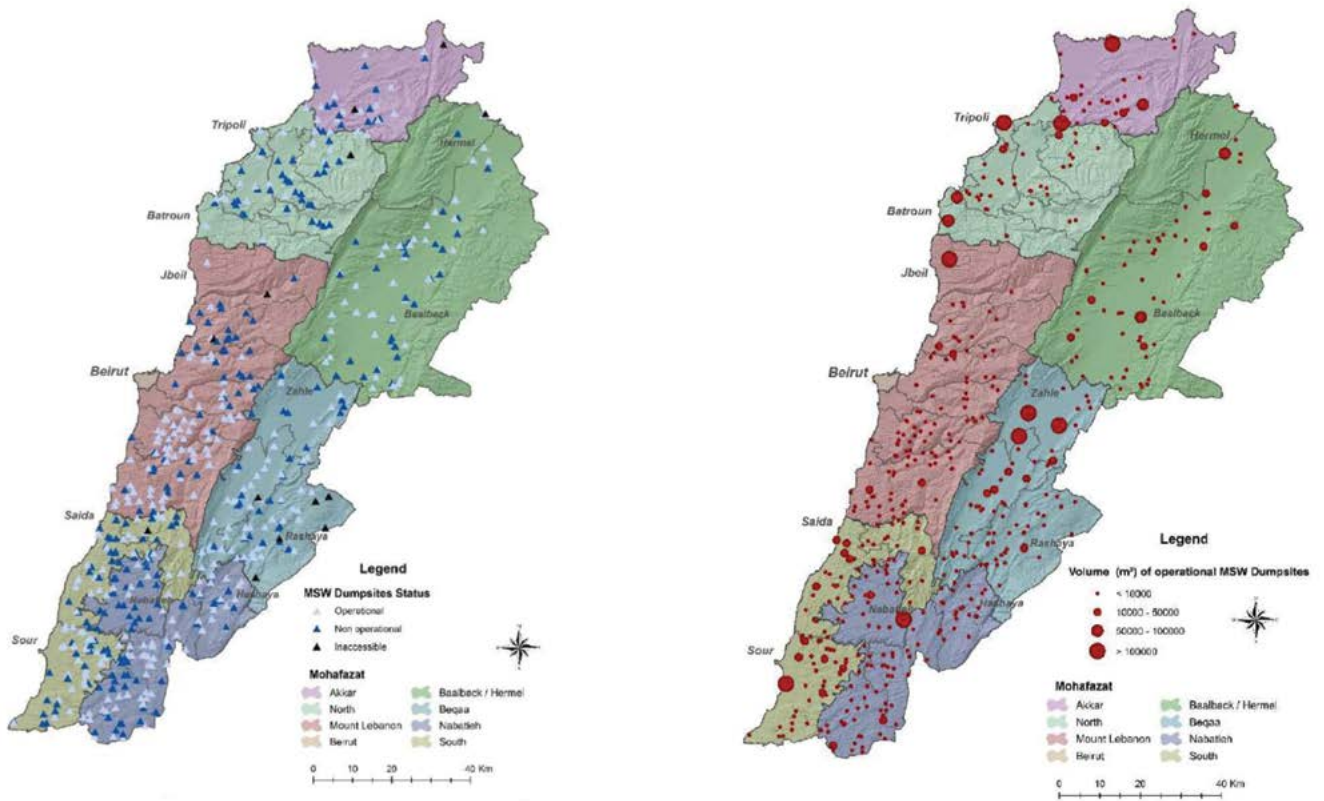 Tripoli
Hermel
Batroun
Jbeil
Baalback
Beirut
Zahle
Saida
Rashaya
Nabatieh
Hasbaya
Sour
Legend
MSW Dumpsites Status
Operational
Non operational
Inaccessible
Mohafazat
Akkar
North
Mount Lebanon
Beirut
Baalback / Hermel
Beqaa
Nabatieh
South
0 10 20 40 Km
Tripoli
Hermel
Batroun
Jbeil
Baalback
Beirut
Zahle
Saida
Rashaya
Nabatieh
Hasbaya
Sour
Legend
Volume (m³) of operational MSW Dumpsites
< 10000
10000 - 50000
50000 - 100000
> 100000
Mohafazat
Akkar
North
Mount Lebanon
Beirut
Baalback / Hermel
Beqaa
Nabatieh
South
0 10 20 40 Km